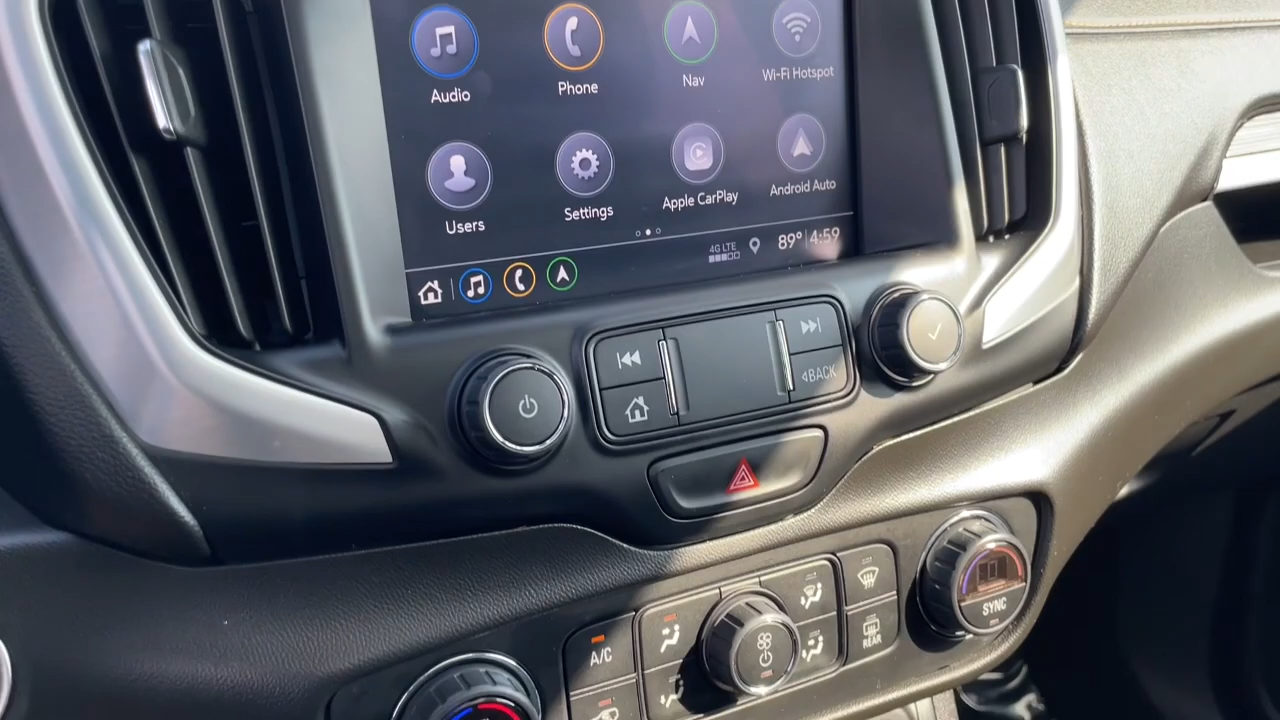 Audio
Phone
Nav
Wi-Fi Hotspot
Users
Settings
Apple CarPlay
Android Auto
4G LTE
89° 4:59
BACK
A/C
REAR
SYNC